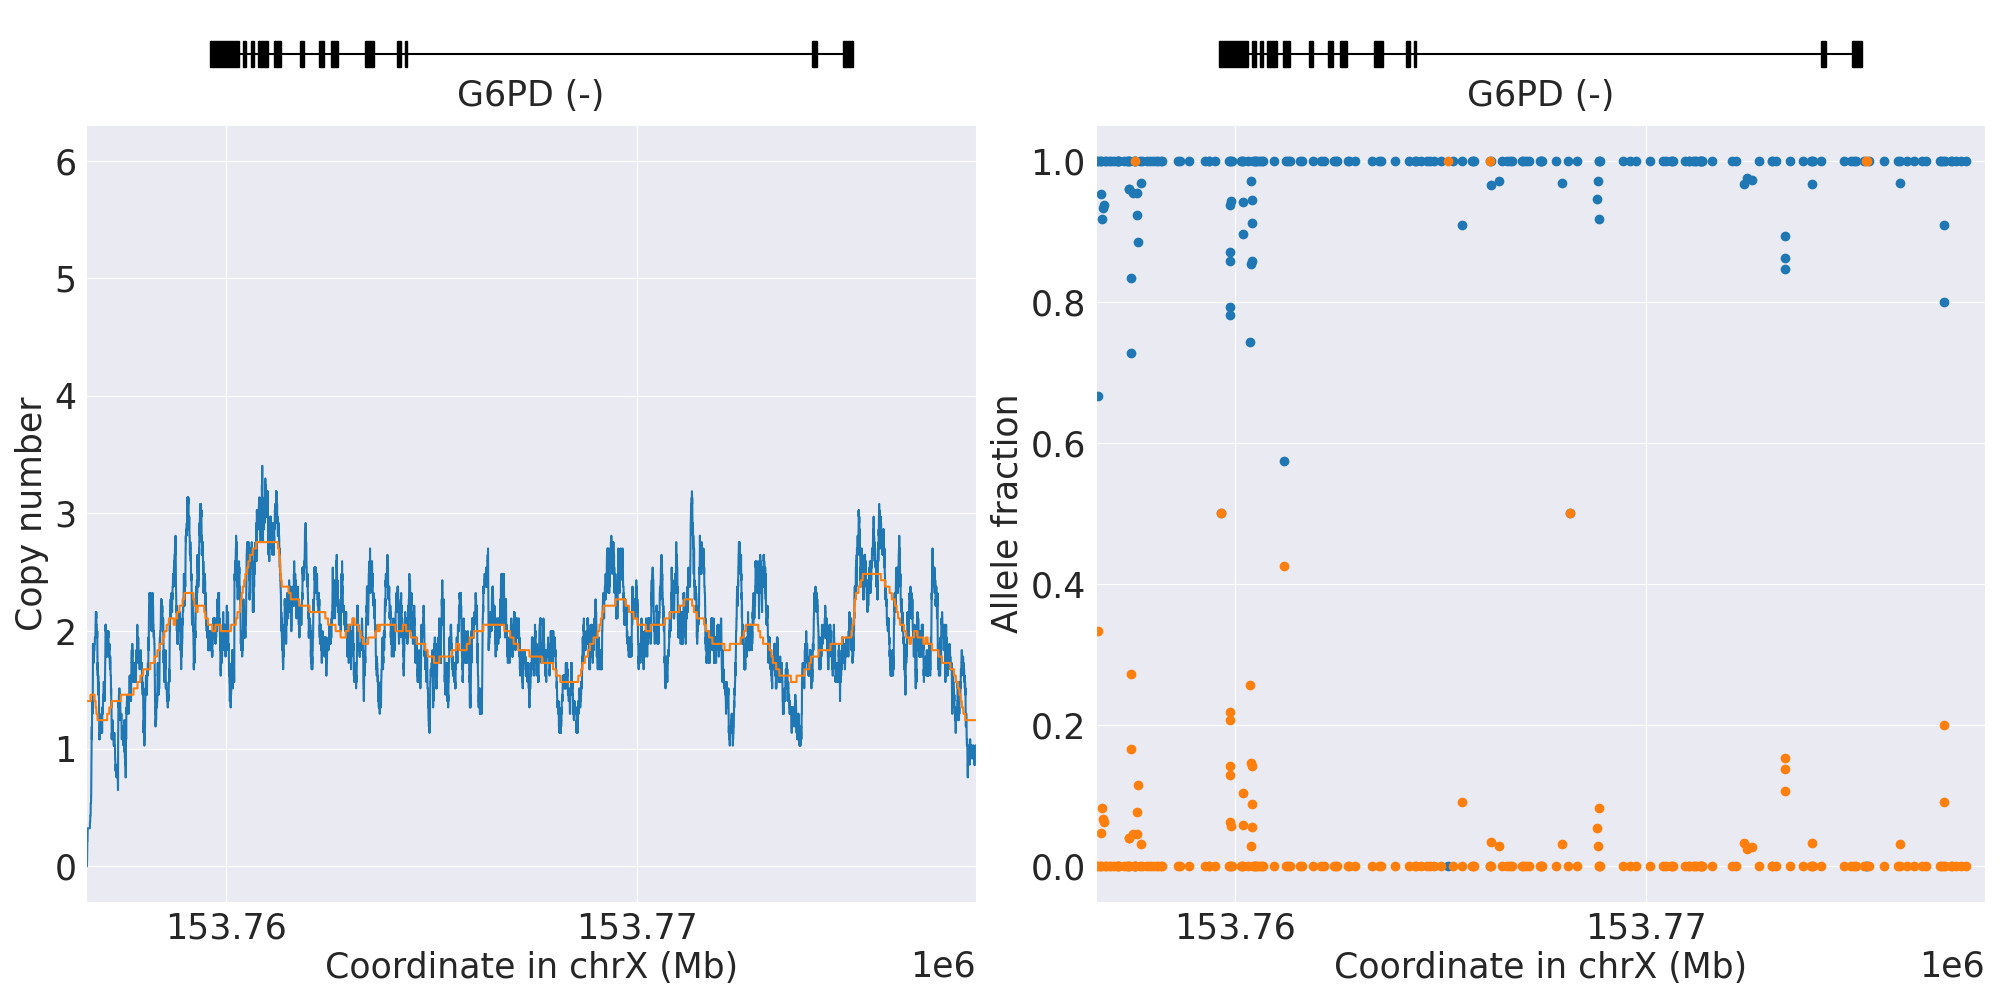 G6PD (-)
6
5
4
3
2
1
0
Copy number
153.76
153.77
Coordinate in chrX (Mb)
1e6
G6PD (-)
1.0
0.8
0.6
0.4
0.2
0.0
Allele fraction
153.76
153.77
Coordinate in chrX (Mb)
1e6